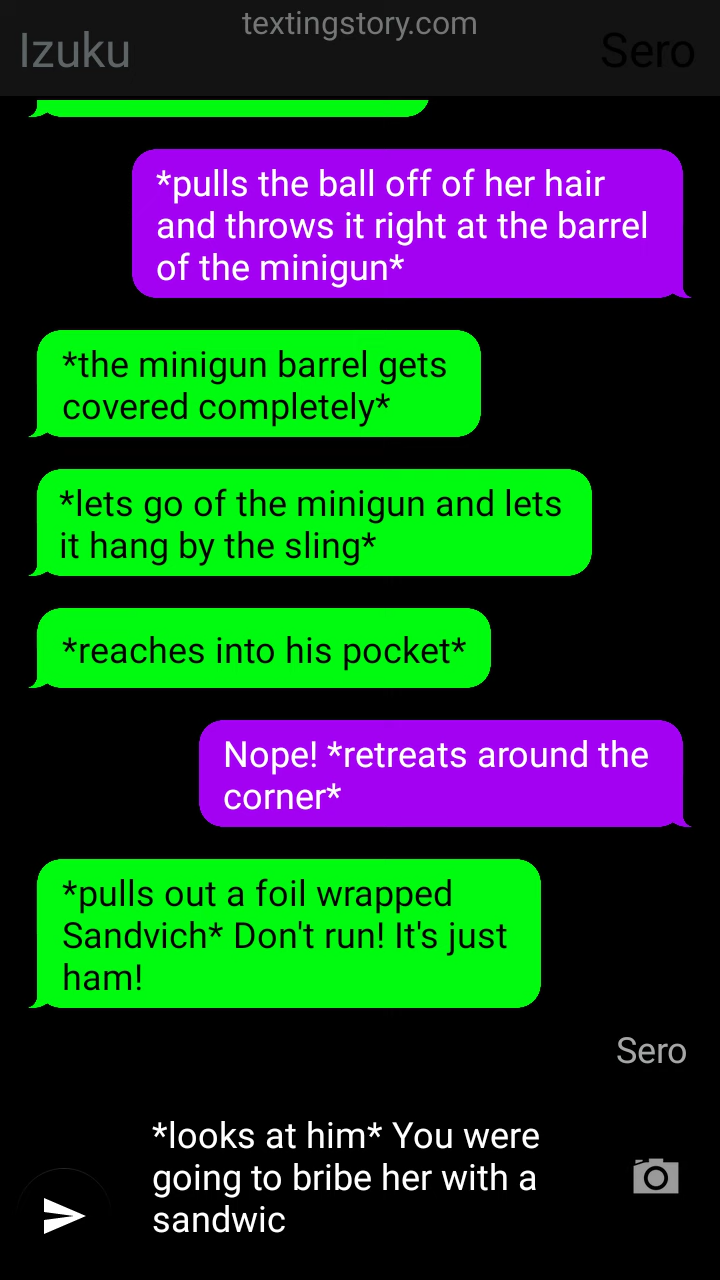 textingstory.com
Izuku
Sero
*pulls the ball off of her hair
and throws it right at the barrel
of the minigun*
*the minigun barrel gets
covered completely*
*lets go of the minigun and lets
it hang by the sling*
*reaches into his pocket*
Nope! *retreats around the
corner*
*pulls out a foil wrapped
Sandvich* Don't run! It's just
ham!
Sero
*looks at him* You were
going to bribe her with a
sandwic